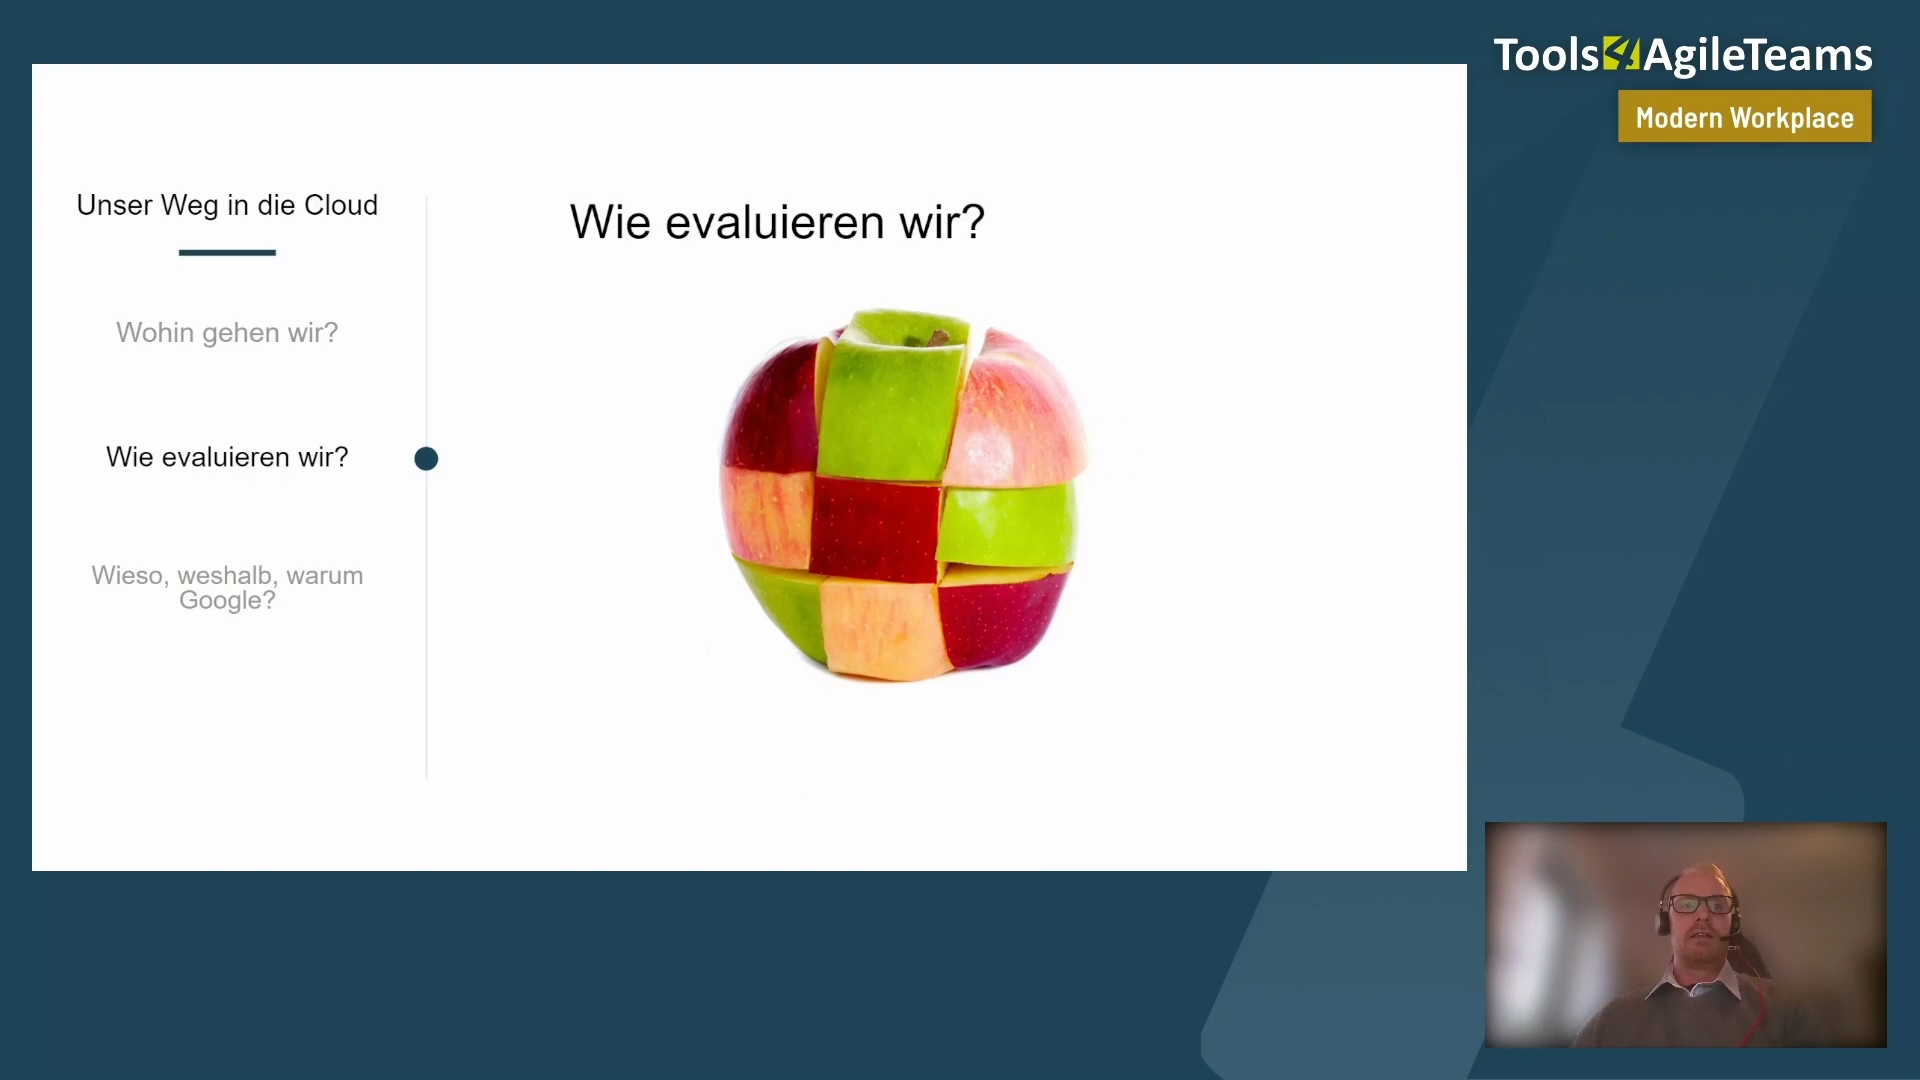 Tools4AgileTeams
Modern Workplace
Unser Weg in die Cloud
Wohin gehen wir?
Wie evaluieren wir?
Wieso, weshalb, warum
Google?
Wie evaluieren wir?